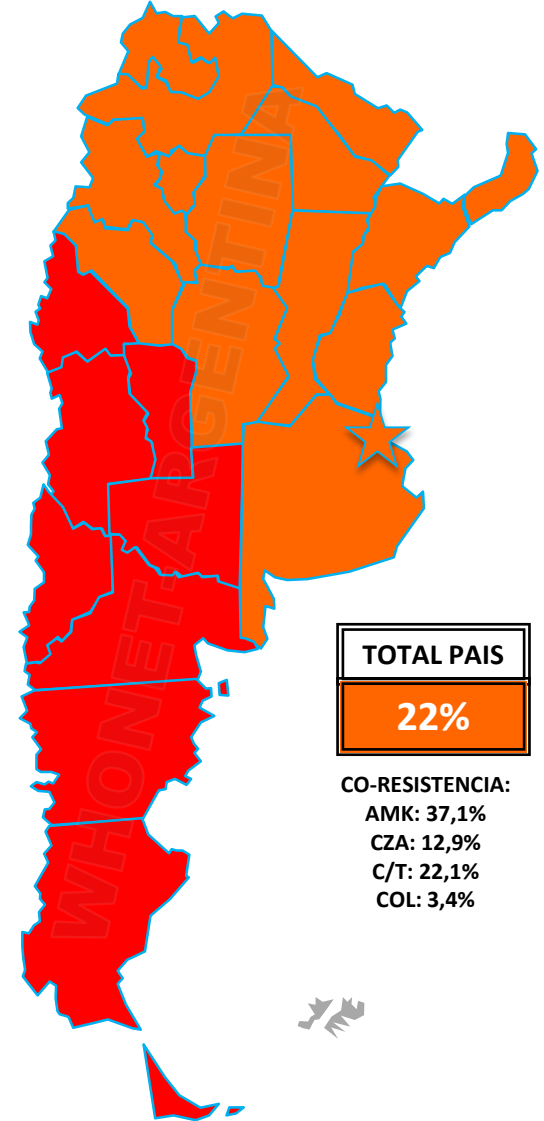 WHONET-ARGENTINA
TOTAL PAIS
22%
CO-RESISTENCIA:
AMK: 37,1%
CZA: 12,9%
C/T: 22,1%
COL: 3,4%